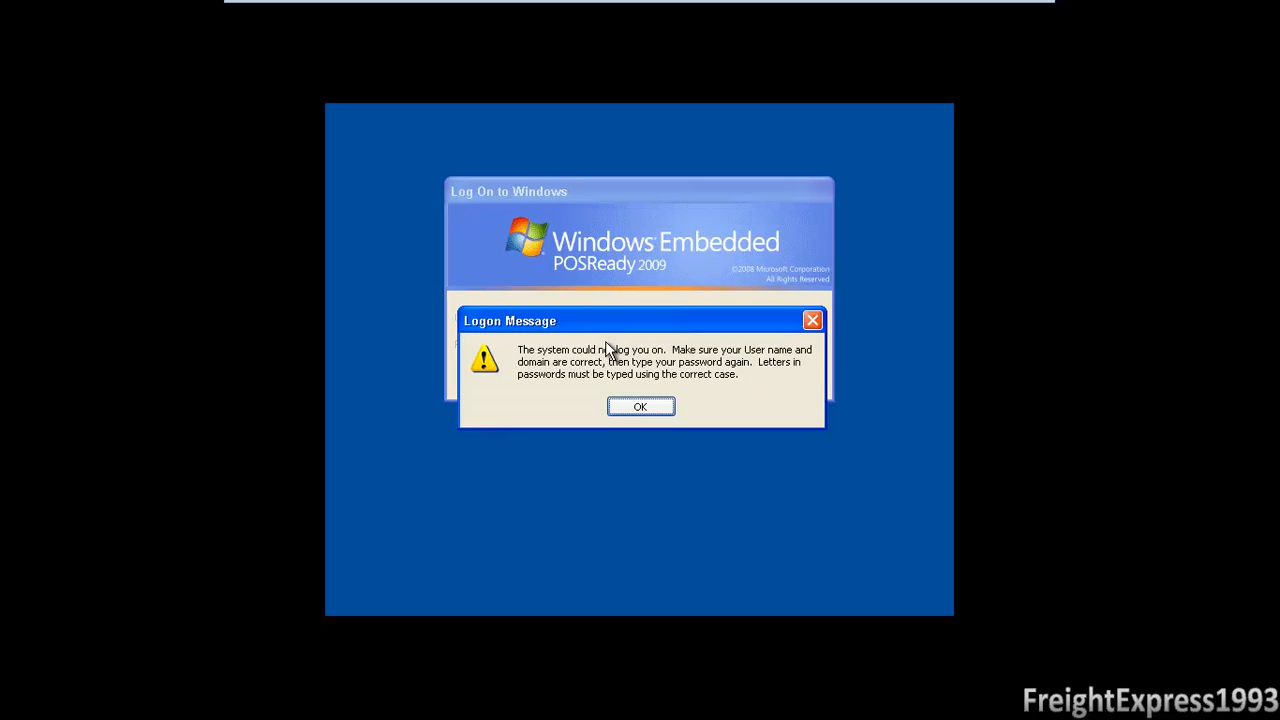 Log On to Windows
Windows Embedded
POSReady 2009
©2008 Microsoft Corporation
All Rights Reserved
Logon Message
The system could log you on. Make sure your User name and
domain are correct, then type your password again. Letters in
passwords must be typed using the correct case.
OK
FreightExpress1993